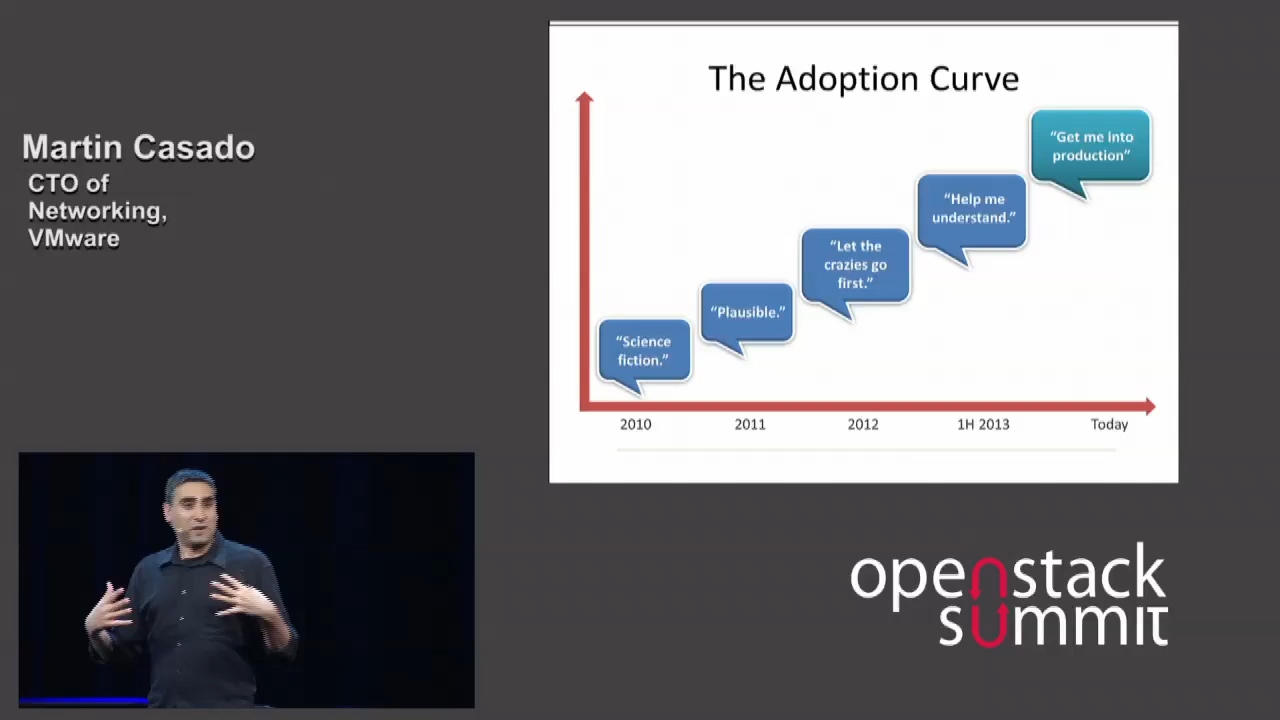 Martin Casado
CTO of
Networking,
VMware
The Adoption Curve
“Get me into
production”
“Help me
understand.”
“Let the
crazies go
first.”
“Plausible.”
“Science
fiction.”
2010
2011
2012
1H 2013
Today
openstack
summit